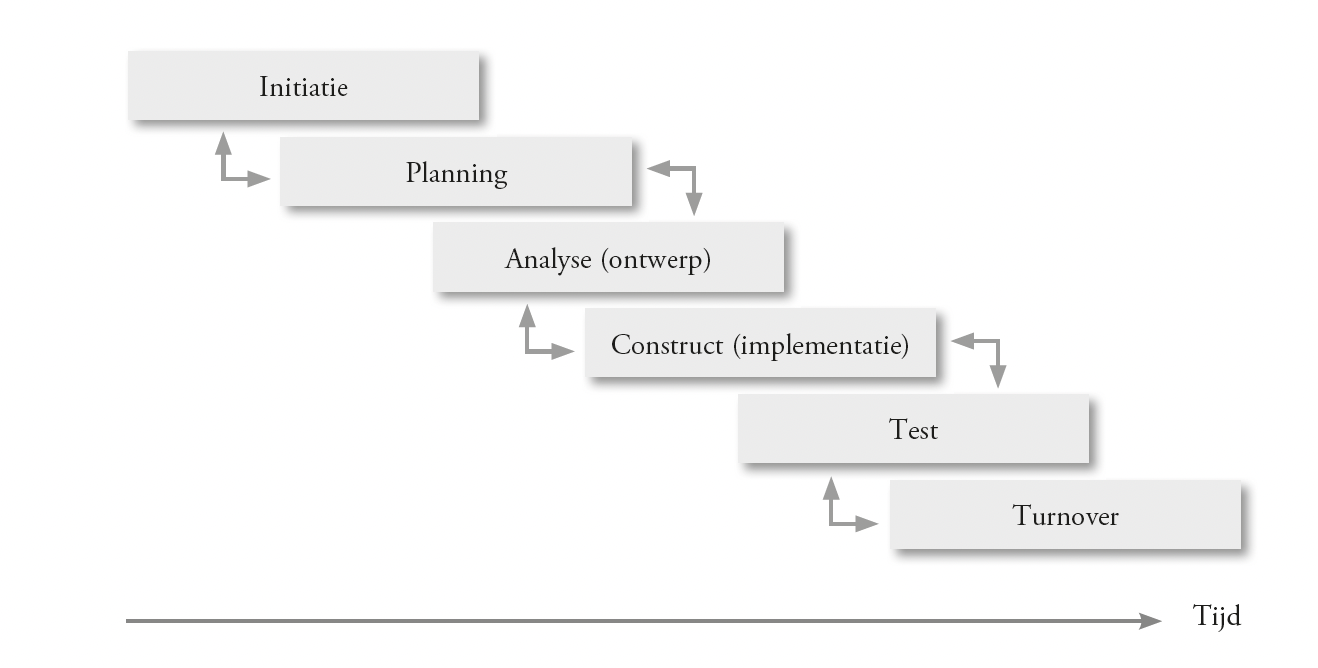 Initiatie
Planning
Analyse (ontwerp)
Construct (implementatie)
Test
Turnover
Tijd